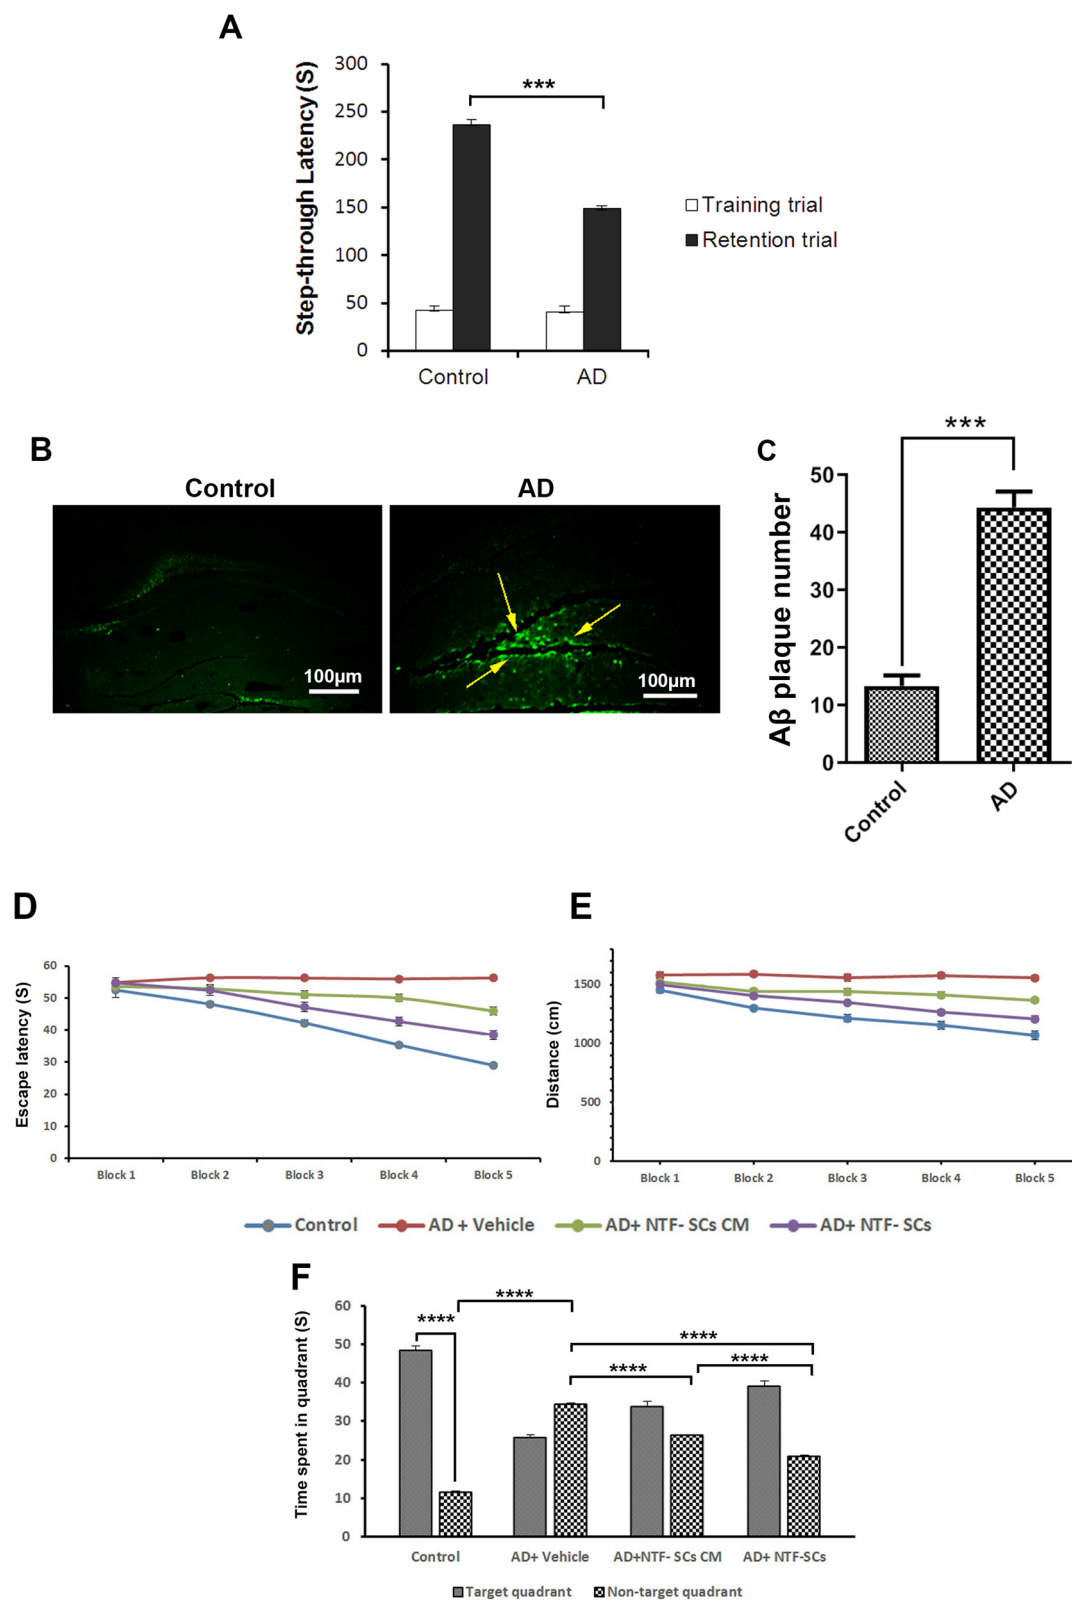 A
Step-through Latency (S)
300
250
200
150
100
50
0
***
Control
AD
Training trial
Retention trial
B
Control
AD
100µm
100µm
C
***
Aβ plaque number
50
40
30
20
10
0
Control
AD
D
Escape latency (S)
60
50
40
30
20
10
0
Block 1
Block 2
Block 3
Block 4
Block 5
E
Distance (cm)
1500
1000
500
0
Block 1
Block 2
Block 3
Block 4
Block 5
Control
AD + Vehicle
AD+ NTF- SCs CM
AD+ NTF- SCs
F
Time spent in quadrant (S)
60
50
40
30
20
10
0
****
****
****
****
****
Control
AD+ Vehicle
AD+NTF- SCs CM
AD+ NTF-SCs
Target quadrant
Non-target quadrant